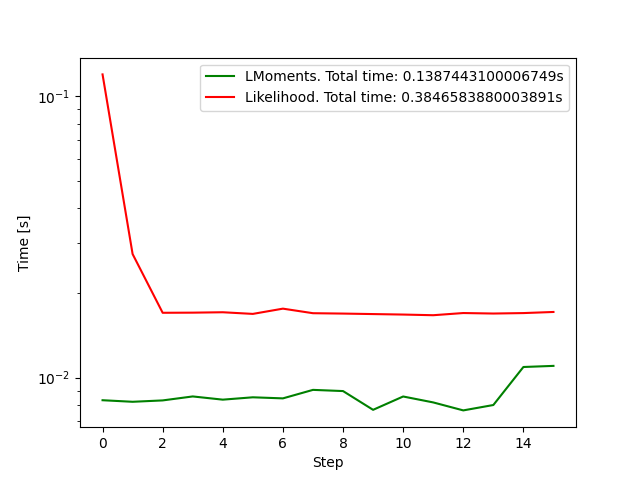 LMoments. Total time: 0.1387443100006749s
Likelihood. Total time: 0.3846583880003891s
10⁻¹
10⁻²
Time [s]
0 2 4 6 8 10 12 14
Step